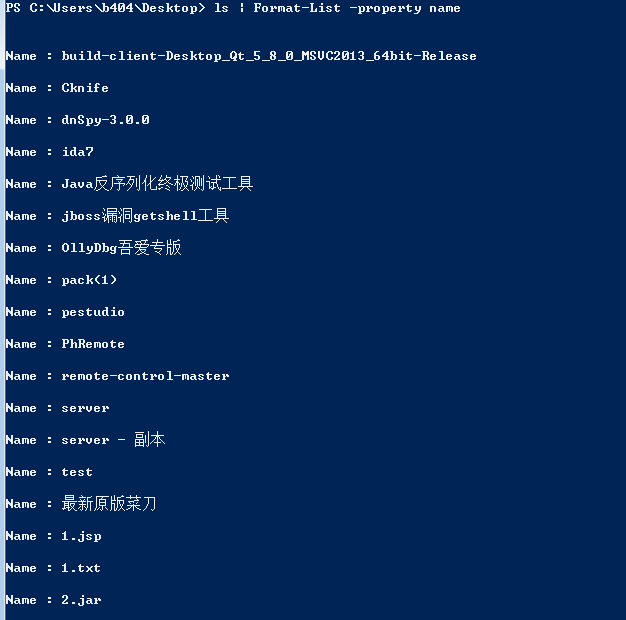 PS C:\Users\b404\Desktop> ls | Format-List -property name
Name : build-client-Desktop_Qt_5_8_0_MSVC2013_64bit-Release
Name : Cknife
Name : dnSpy-3.0.0
Name : ida7
Name : Java反序列化终极测试工具
Name : jboss漏洞getshell工具
Name : OllyDbg吾爱专版
Name : pack(1)
Name : pestudio
Name : PhRemote
Name : remote-control-master
Name : server
Name : server - 副本
Name : test
Name : 最新原版菜刀
Name : 1.jsp
Name : 1.txt
Name : 2.jar